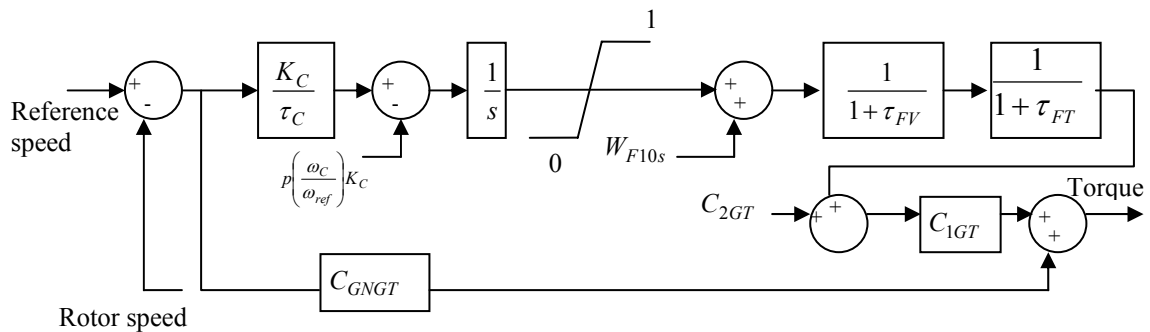 1
+
-
K_C
τ_C
+
-
1
s
+
+
1
1 + τ_FV
1
1 + τ_FT
Reference
speed
0
p(ω_C/ω_ref)K_C
W_F10s
C_2GT
+
+
C_1GT
+
+
Torque
C_GNGT
Rotor speed